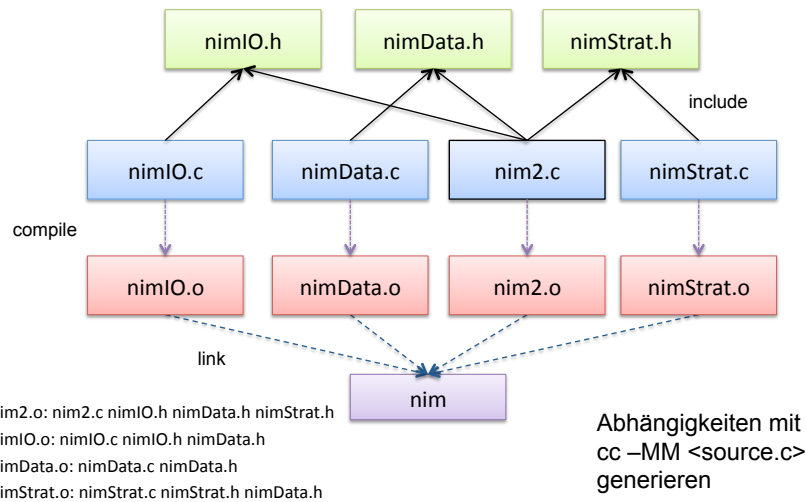 nimIO.h nimData.h nimStrat.h
include
nimIO.c nimData.c nim2.c nimStrat.c
compile
nimIO.o nimData.o nim2.o nimStrat.o
link
nim
im2.o: nim2.c nimIO.h nimData.h nimStrat.h
imIO.o: nimIO.c nimIO.h nimData.h
imData.o: nimData.c nimData.h
imStrat.o: nimStrat.c nimStrat.h nimData.h
Abhängigkeiten mit
cc –MM <source.c>
generieren